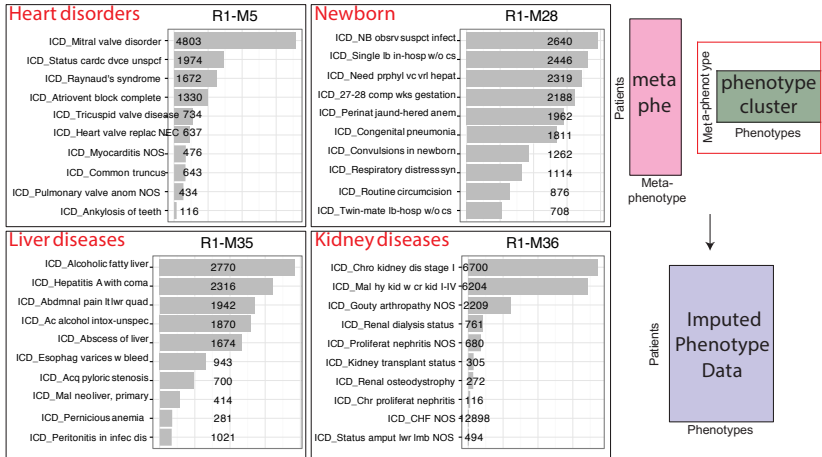 Heart disorders
R1-M5
ICD_Mitral valve disorder 4803
ICD_Status cardc dvce unspcf 1974
ICD_Raynaud's syndrome 1672
ICD_Atriovent block complete 1330
ICD_Tricuspid valve disease 734
ICD_Heart valve replac NEC 637
ICD_Myocarditis NOS 476
ICD_Common truncus 643
ICD_Pulmonary valve anom NOS 434
ICD_Ankylosis of teeth 116
Newborn
R1-M28
ICD_NB obsrv suspct infect 2640
ICD_Single lb in-hosp w/o cs 2446
ICD_Need prphyl vc vrl hepat 2319
ICD_27-28 comp wks gestation 2188
ICD_Perinat jaund-hered anem 1962
ICD_Congenital pneumonia 1811
ICD_Convulsions in newborn 1262
ICD_Respiratory distress syn 1114
ICD_Routine circumcision 876
ICD_Twin-mate lb-hosp w/o cs 708
Liver diseases
R1-M35
ICD_Alcoholic fatty liver 2770
ICD_Hepatitis A with coma 2316
ICD_Abdmnal pain lt lwr quad 1942
ICD_Ac alcohol intox-unspec 1870
ICD_Abscess of liver 1674
ICD_Esophag varices w bleed 943
ICD_Acq pyloric stenosis 700
ICD_Mal neo liver, primary 414
ICD_Pernicious anemia 281
ICD_Peritonitis in infec dis 1021
Kidney diseases
R1-M36
ICD_Chro kidney dis stage I 6700
ICD_Mal hy kid w cr kid I-IV 6204
ICD_Gouty arthropathy NOS 2209
ICD_Renal dialysis status 761
ICD_Proliferat nephritis NOS 680
ICD_Kidney transplant status 305
ICD_Renal osteodystrophy 272
ICD_Chr proliferat nephritis 116
ICD_CHF NOS 12898
ICD_Status amput lwr lmb NOS 494
Patients
meta
phe
Meta-
phenotype
Meta-phenotype
phenotype
cluster
Phenotypes
Patients
Imputed
Phenotype
Data
Phenotypes